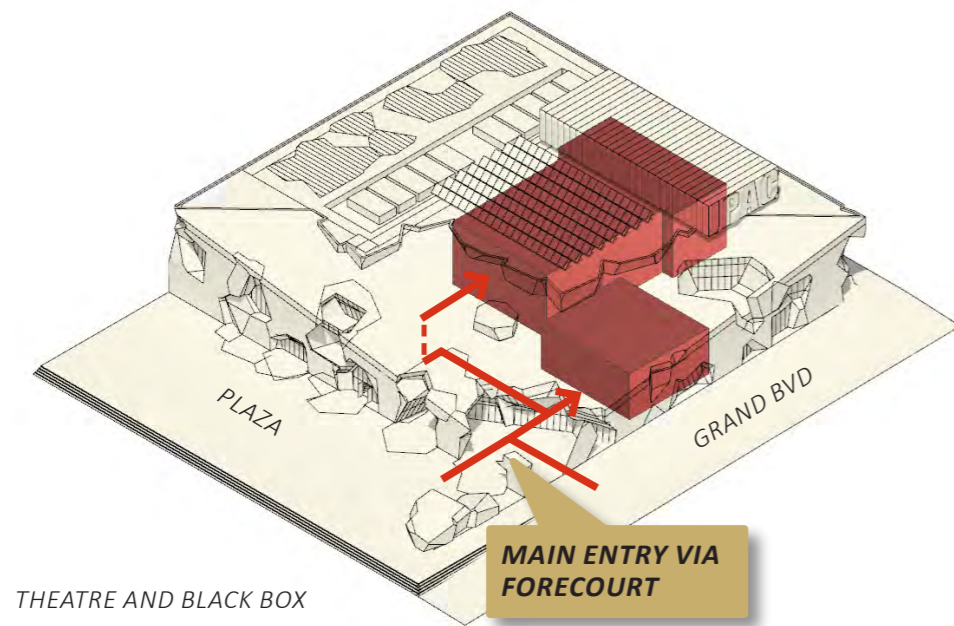 PAC
PLAZA
GRAND BVD
MAIN ENTRY VIA
FORECOURT
THEATRE AND BLACK BOX